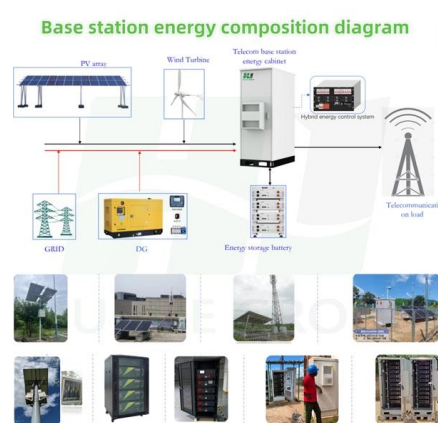 Base station energy composition diagram
PV array
Wind Turbine
Telecom base station
energy cabinet
Hybrid energy control system
Telecommunicati
on load
GRID
DG
Energy storage battery